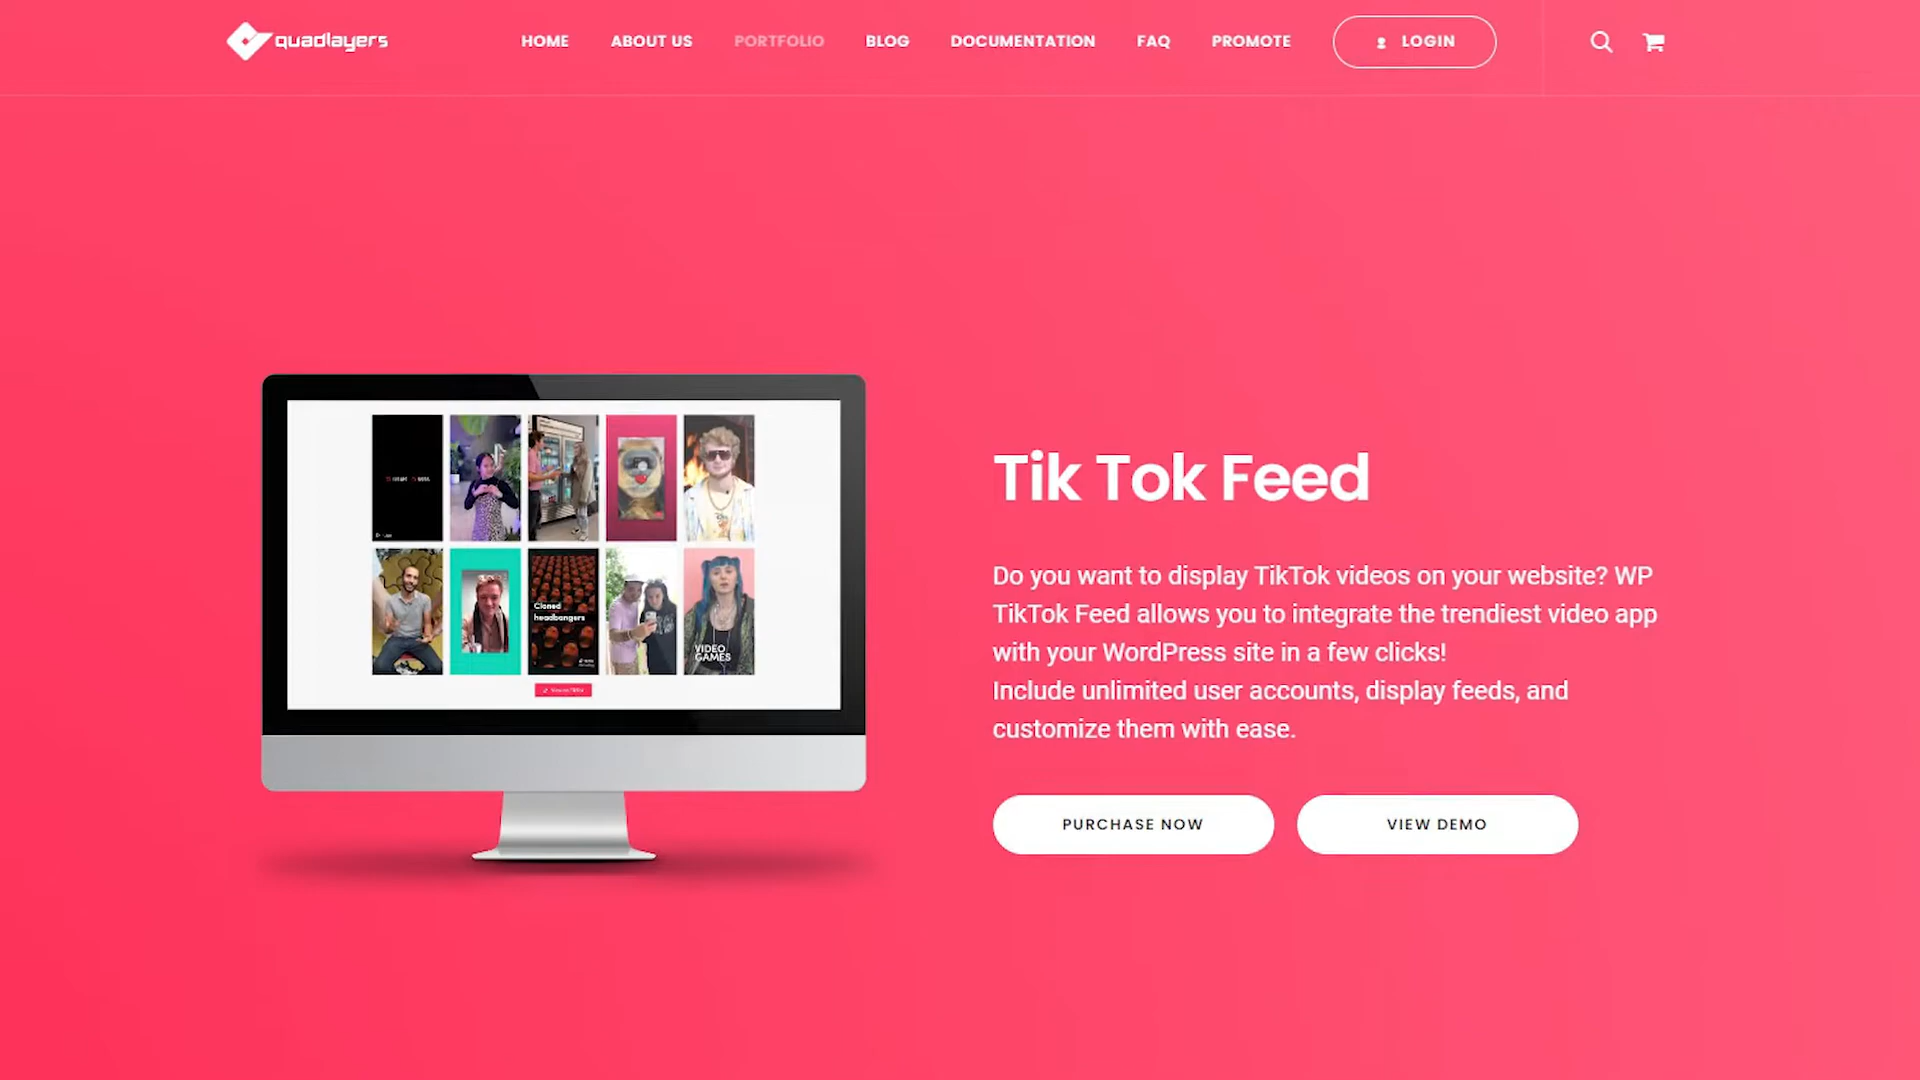 quadlayers
HOME
ABOUT US
PORTFOLIO
BLOG
DOCUMENTATION
FAQ
PROMOTE
LOGIN
Cloned
headbangers
VIDEO
GAMES
Tik Tok Feed
Do you want to display TikTok videos on your website? WP
TikTok Feed allows you to integrate the trendiest video app
with your WordPress site in a few clicks!
Include unlimited user accounts, display feeds, and
customize them with ease.
PURCHASE NOW
VIEW DEMO